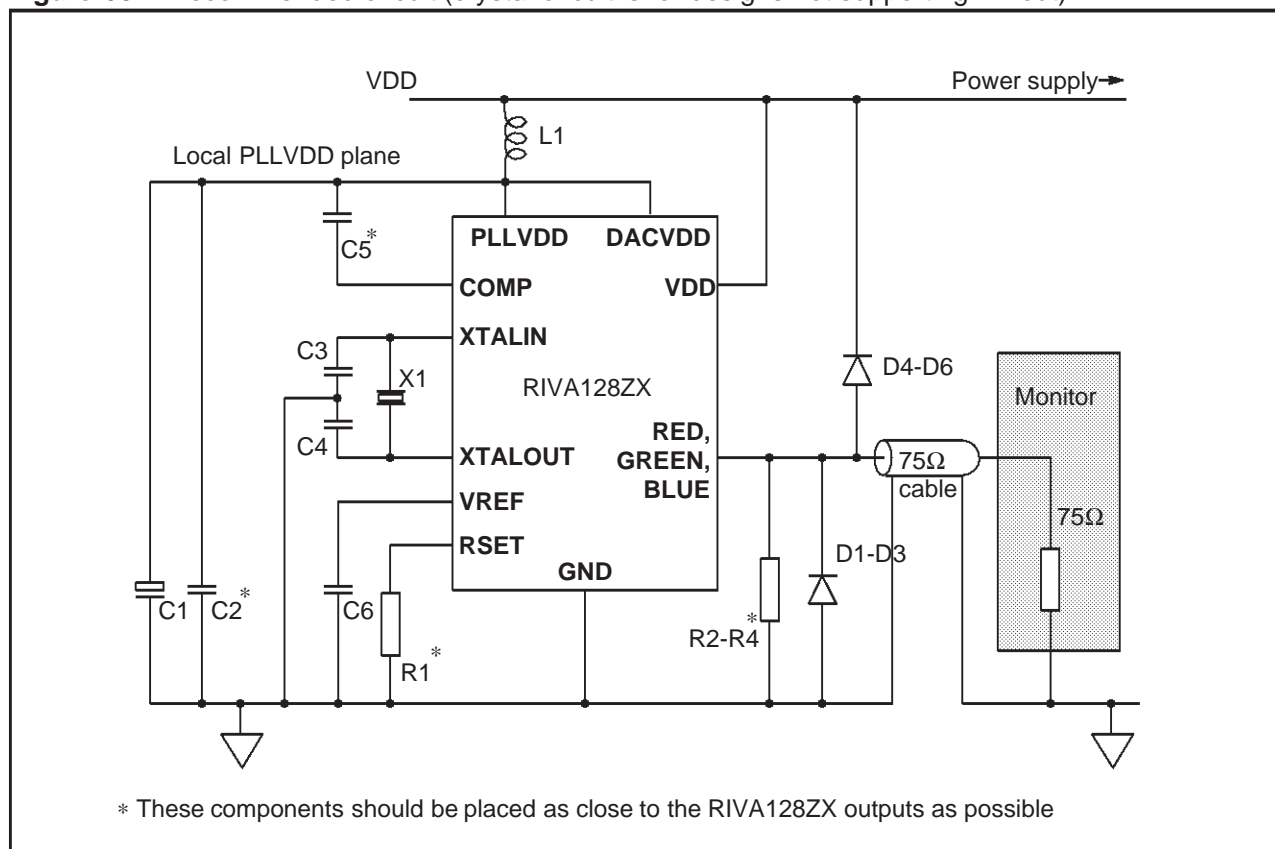 VDD
Power supply→
L1
Local PLLVDD plane
PLLVDD DACVDD
C5*
COMP
VDD
XTALIN
C3
X1
RIVA128ZX
D4-D6
Monitor
C4
RED,
GREEN,
BLUE
XTALOUT
75Ω
cable
VREF
75Ω
RSET
D1-D3
GND
C1
C2*
C6
R2-R4*
R1*
* These components should be placed as close to the RIVA128ZX outputs as possible